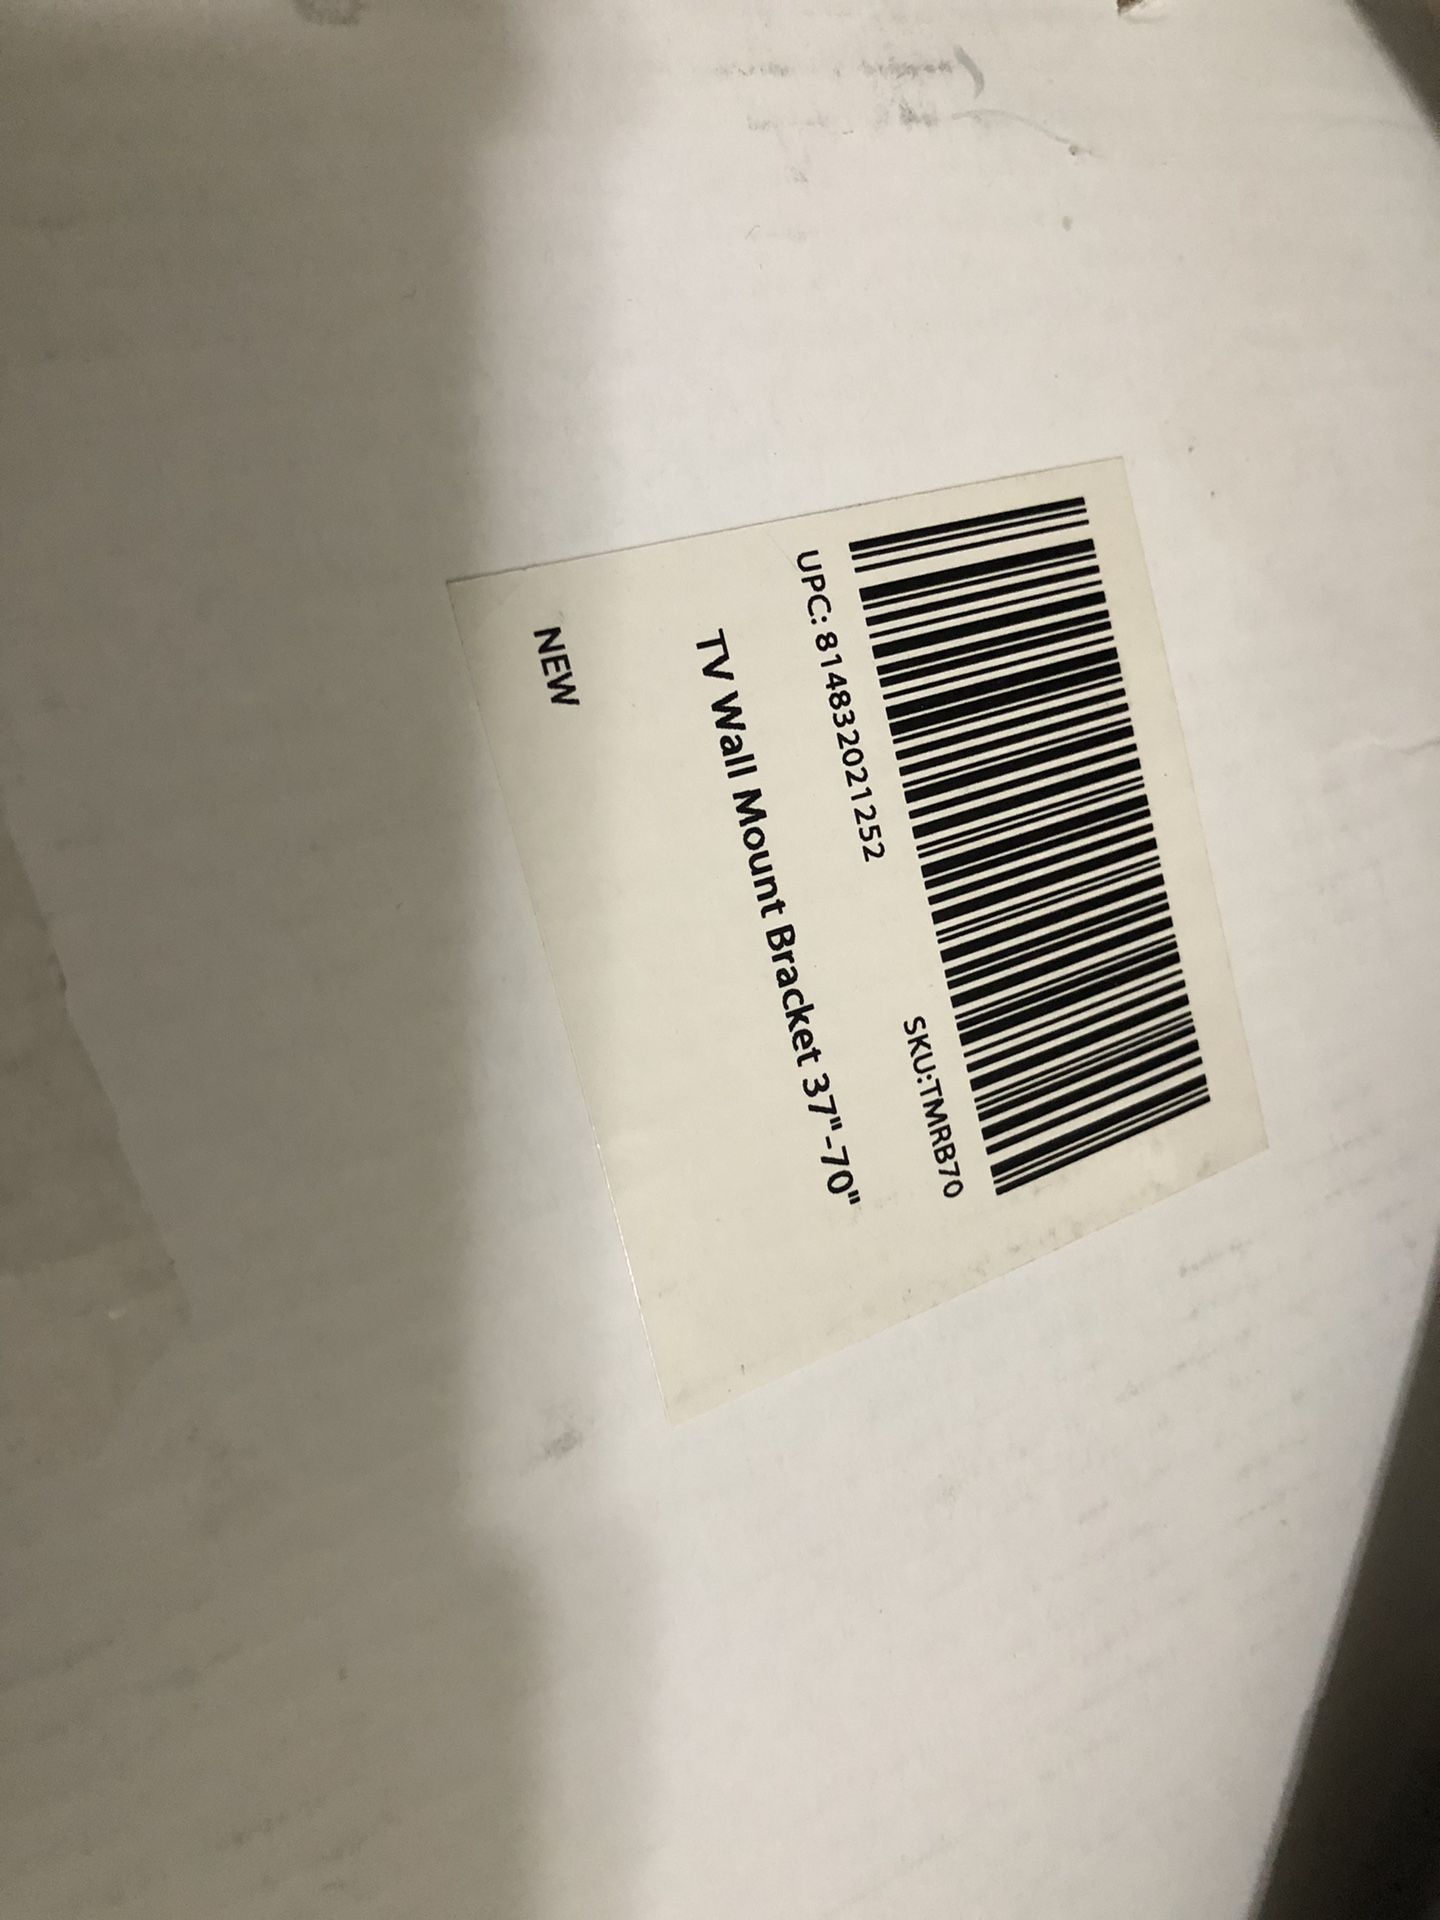 UPC: 814832021252 SKU:TMRB70
TV Wall Mount Bracket 37"-70"
NEW